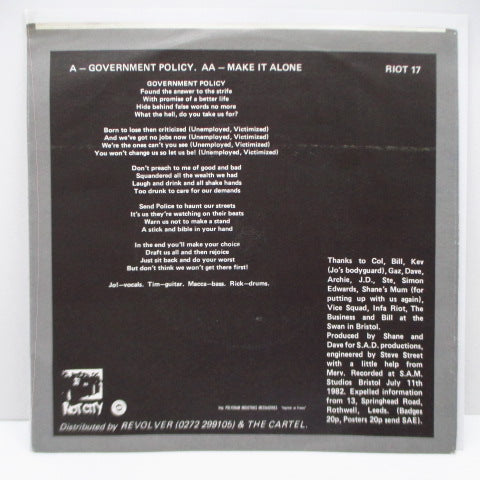 A – GOVERNMENT POLICY. AA – MAKE IT ALONE
RIOT 17
GOVERNMENT POLICY
Found the answer to the strife
With promise of a better life
Hide behind false words no more
What the hell, do you take us for?
Born to lose then criticized (Unemployed, Victimized)
And we've got no jobs now (Unemployed, Victimized)
We're the ones can't you see (Unemployed, Victimized)
You won't change us so let us be! (Unemployed, Victimized)
Don't preach to me of good and bad
Squandered all the wealth we had
Laugh and drink and all shake hands
Too drunk to care for our demands
Send Police to haunt our streets
It's us they're watching on their beats
Warn us not to make a stand
A stick and bible in your hand
In the end you'll make your choice
Draft us all and then rejoice
Just sit back and do your worst
But don't think we won't get there first!
Jo!–vocals. Tim–guitar. Macca–bass. Rick–drums.
Thanks to Col, Bill, Kev
(Jo's bodyguard), Gaz, Dave,
Archie, J.D., Ste, Simon
Edwards, Shane's Mum (for
putting up with us again),
Vice Squad, Infa Riot, The
Business and Bill at the
Swan in Bristol.
Produced by Shane and
Dave for S.A.D. productions,
engineered by Steve Street
with a little help from
Merv. Recorded at S.A.M.
Studios Bristol July 11th
1982. Expelled information
from 13, Springhead Road,
Rothwell, Leeds. (Badges
20p, Posters 20p send SAE).
RIOT CITY
Distributed by REVOLVER (0272 299105) & THE CARTEL.